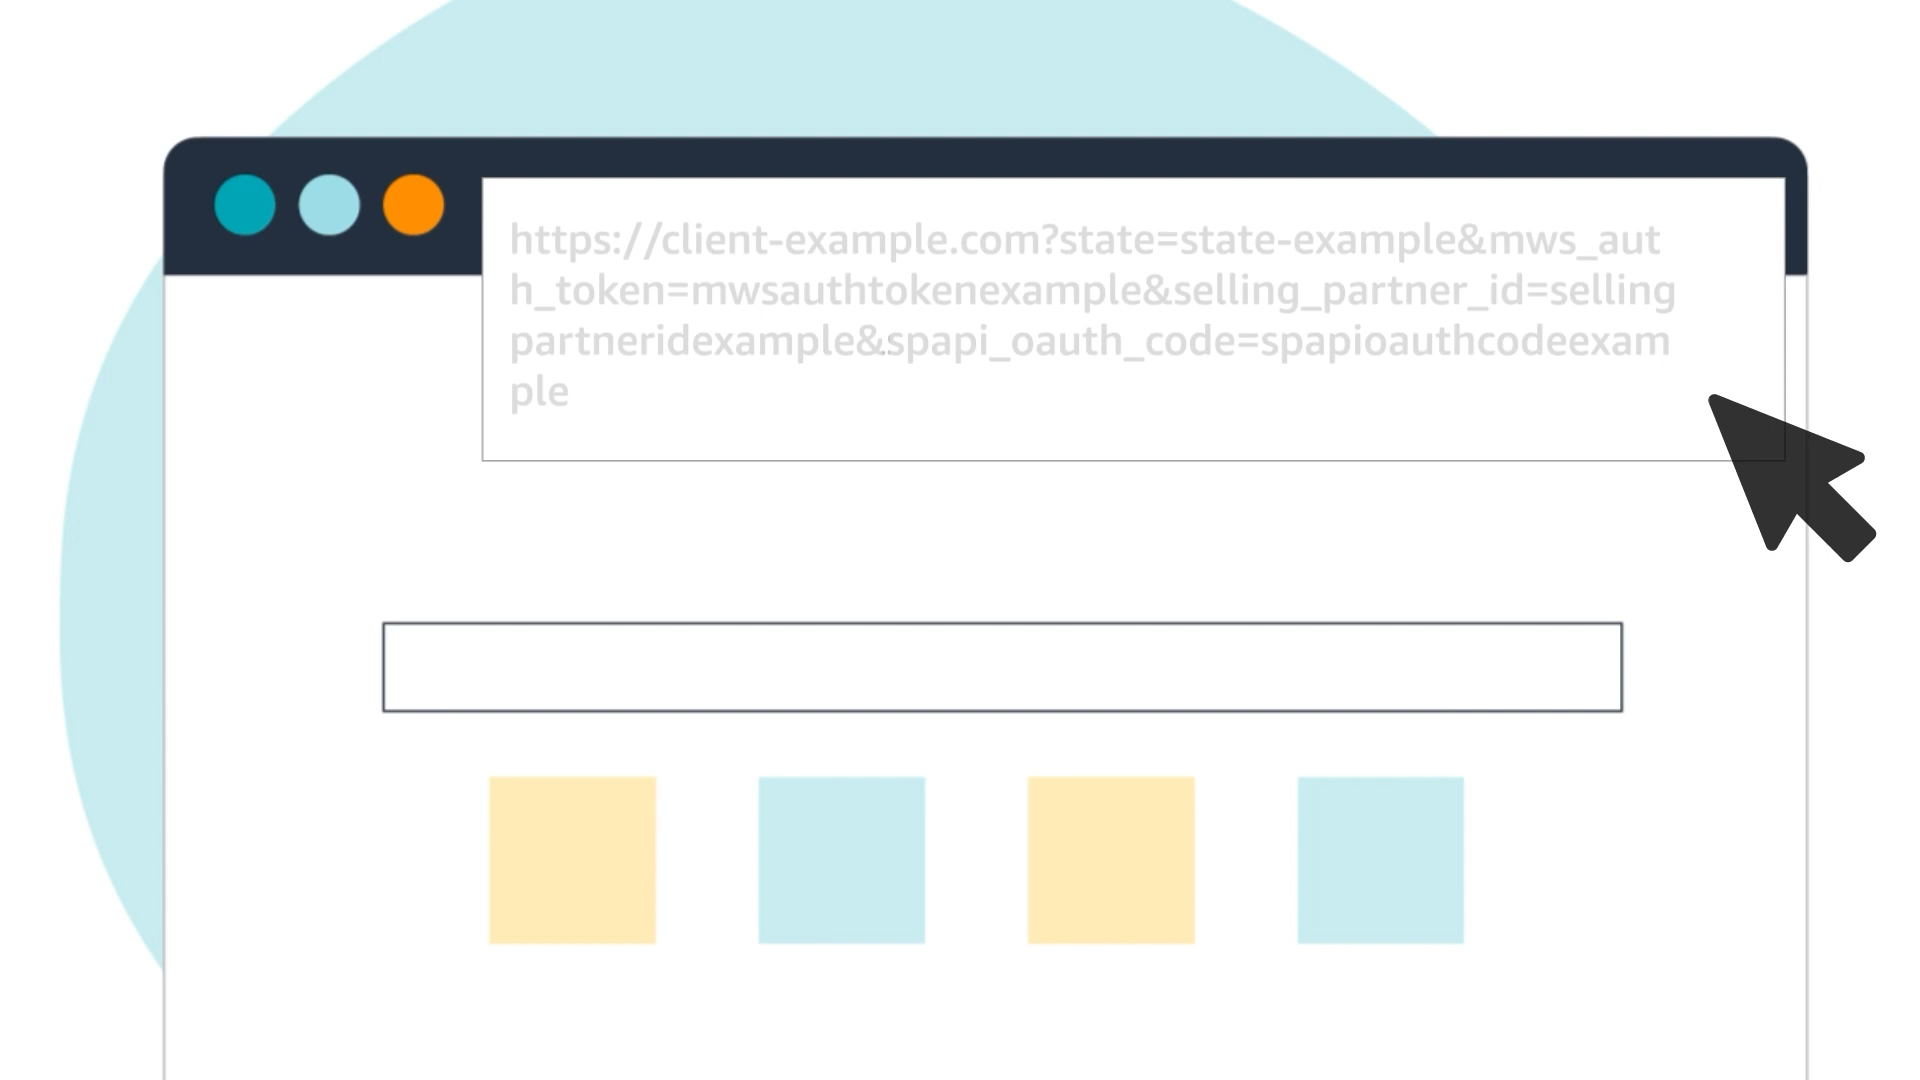 https://client-example.com?state=state-example&mws_aut
h_token=mwsauthtokenexample&selling_partner_id=selling
partneridexample&spapi_oauth_code=spapioauthcodeexam
ple